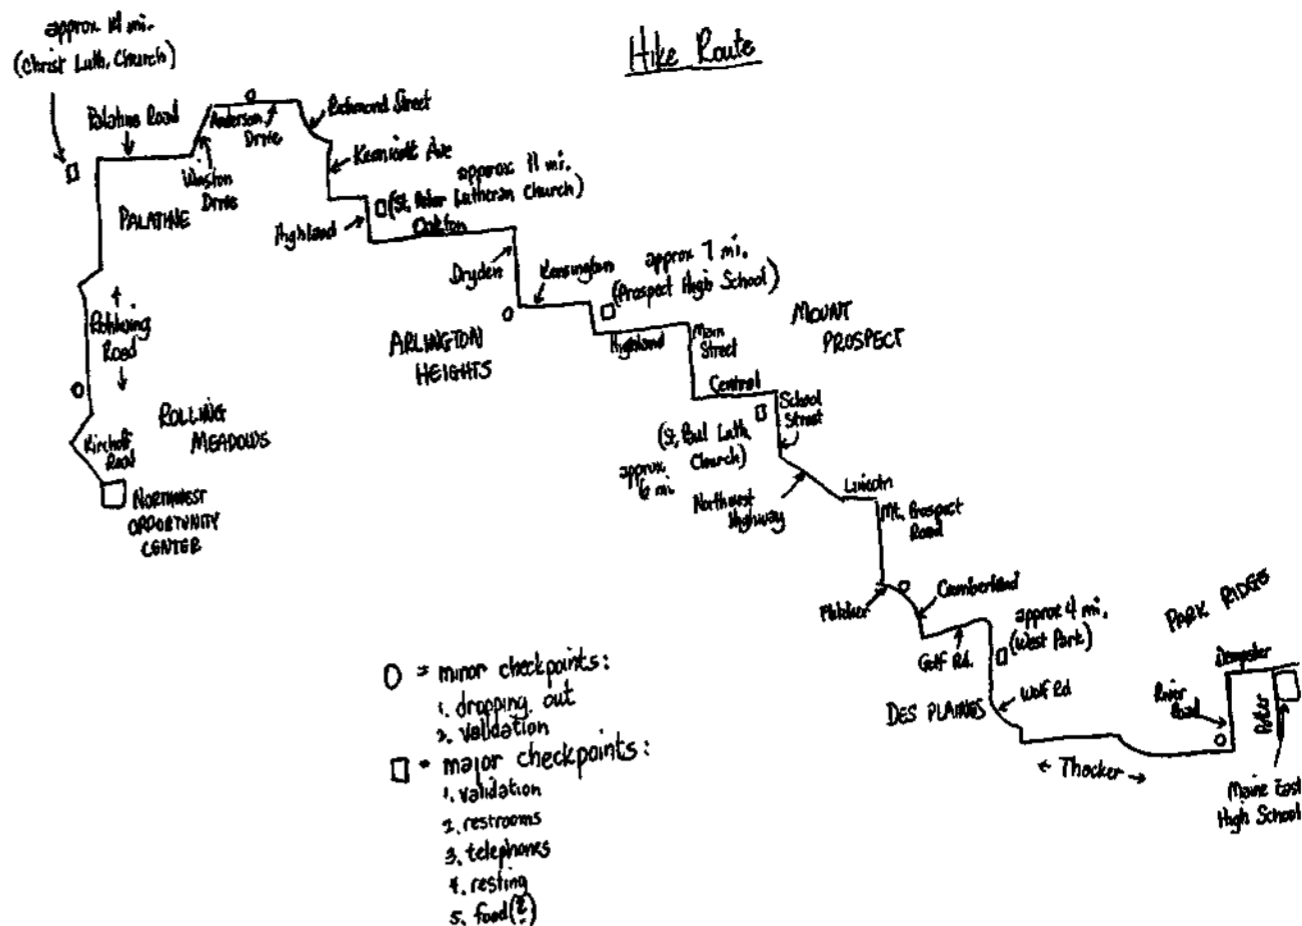 Hike Route
approx 14 mi.
(Christ Luth. Church)
Palatine Road
Anderson
Drive
Richmond Street
Winston
Drive
Kennicott Ave
PALATINE
approx 11 mi.
(St. Peter Lutheran Church)
Highland
Oakton
Dryden
Kensington
approx 7 mi.
(Prospect High School)
MOUNT
PROSPECT
Rohlwing
Road
ARLINGTON
HEIGHTS
Highland
Main
Street
Central
School
Street
ROLLING
MEADOWS
Kirchoff
Road
(St. Paul Luth.
Church)
approx
6 mi.
NORTHWEST
OPPORTUNITY
CENTER
Northwest
Highway
Lincoln
Mt. Prospect
Road
Cumberland
PARK RIDGE
approx 4 mi.
(West Park)
Golf Rd.
Dempster
River
Road
Potter
DES PLAINES
Wolf Rd
Thacker
Maine East
High School
= minor checkpoints:
1. dropping out
2. validation
= major checkpoints:
1. validation
2. restrooms
3. telephones
4. resting
5. food (?)